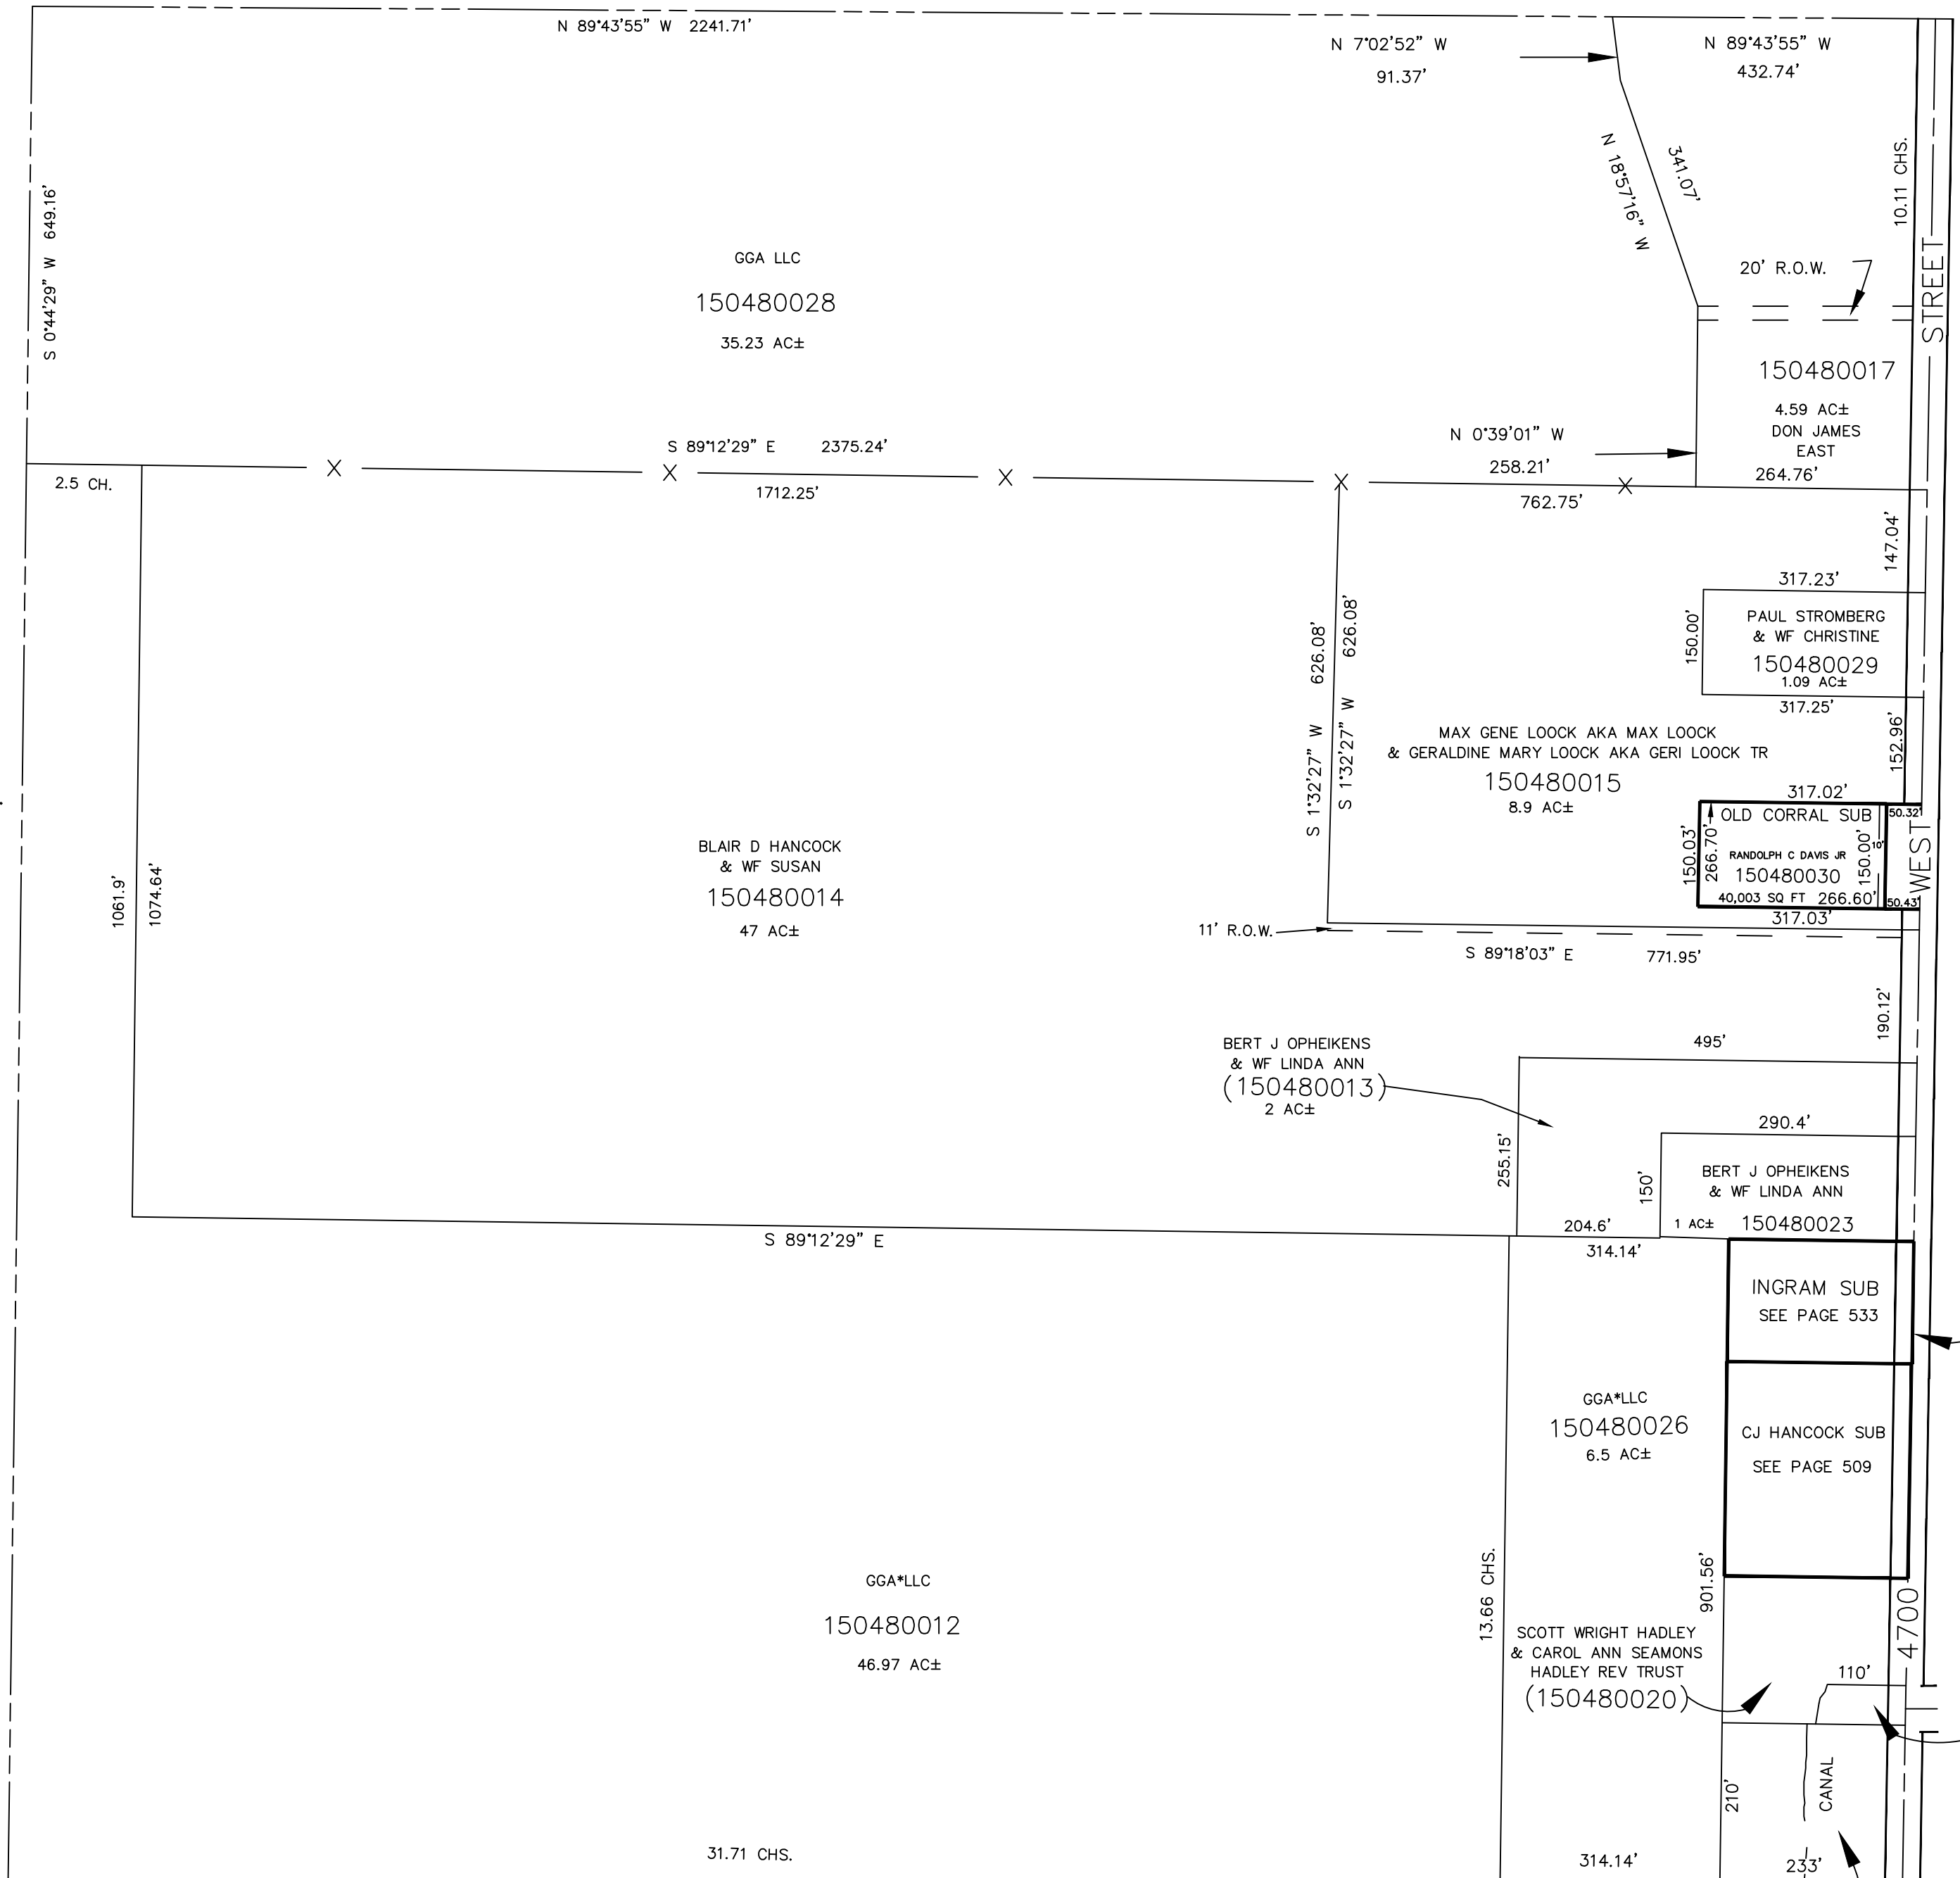 N 89°43'55" W 2241.71'
N 7°02'52" W
91.37'
N 89°43'55" W
432.74'
S 0°44'29" W 649.16'
N 18°57'16" W
341.07'
10.11 CHS.
20' R.O.W.
STREET
GGA LLC
150480028
35.23 AC±
150480017
4.59 AC±
DON JAMES
EAST
264.76'
N 0°39'01" W
258.21'
S 89°12'29" E 2375.24'
2.5 CH.
X X X X X
1712.25'
762.75'
147.04'
317.23'
150.00'
PAUL STROMBERG
& WF CHRISTINE
150480029
1.09 AC±
317.25'
152.96'
S 1°32'27" W 626.08'
S 1°32'27" W 626.08'
MAX GENE LOOCK AKA MAX LOOCK
& GERALDINE MARY LOOCK AKA GERI LOOCK TR
150480015
8.9 AC±
317.02'
OLD CORRAL SUB
50.32'
150.03'
266.70'
RANDOLPH C DAVIS JR
150480030
40,003 SQ FT 266.60'
150.00'
10'
50.43'
317.03'
WEST
1061.9'
1074.64'
BLAIR D HANCOCK
& WF SUSAN
150480014
47 AC±
11' R.O.W.
S 89°18'03" E 771.95'
190.12'
BERT J OPHEIKENS
& WF LINDA ANN
(150480013)
2 AC±
495'
255.15'
290.4'
150'
BERT J OPHEIKENS
& WF LINDA ANN
1 AC± 150480023
204.6'
314.14'
S 89°12'29" E
INGRAM SUB
SEE PAGE 533
GGA*LLC
150480026
6.5 AC±
CJ HANCOCK SUB
SEE PAGE 509
13.66 CHS.
901.56'
GGA*LLC
150480012
46.97 AC±
4700
SCOTT WRIGHT HADLEY
& CAROL ANN SEAMONS
HADLEY REV TRUST
(150480020)
110'
210'
CANAL
31.71 CHS.
314.14'
233'